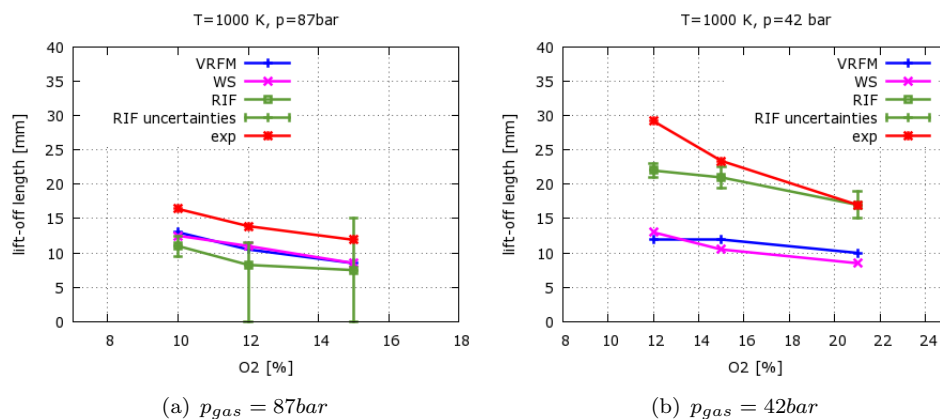 T=1000 K, p=87bar
40
35
30
25
20
15
10
5
0
lift-off length [mm]
VRFM
WS
RIF
RIF uncertainties
exp
8 10 12 14 16 18
O2 [%]
(a) p_gas = 87bar
T=1000 K, p=42 bar
40
35
30
25
20
15
10
5
0
lift-off length [mm]
VRFM
WS
RIF
RIF uncertainties
exp
8 10 12 14 16 18 20 22 24
O2 [%]
(b) p_gas = 42bar